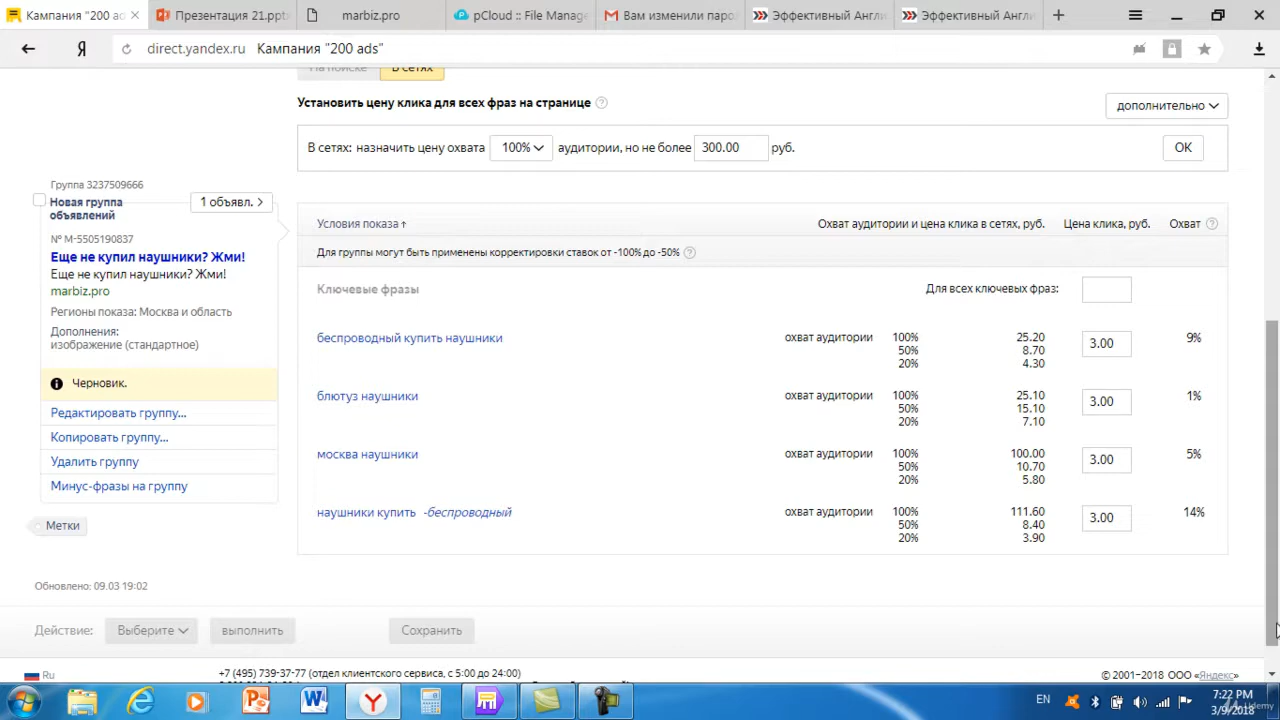 Кампания "200 ads"
Презентация 21.pptx
marbiz.pro
pCloud :: File Manage
Вам изменили парол
Эффективный Англи
Эффективный Англи
Я
direct.yandex.ru Кампания "200 ads"
На поиске
В сетях
Установить цену клика для всех фраз на странице ?
дополнительно
В сетях: назначить цену охвата 100% аудитории, но не более 300.00 руб.
OK
Группа 3237509666
Новая группа
объявлений
1 объявл.
№ M-5505190837
Еще не купил наушники? Жми!
Еще не купил наушники? Жми!
marbiz.pro
Регионы показа: Москва и область
Дополнения:
изображение (стандартное)
Черновик.
Редактировать группу...
Копировать группу...
Удалить группу
Минус-фразы на группу
Метки
Условия показа ↑ Охват аудитории и цена клика в сетях, руб. Цена клика, руб. Охват ?
Для группы могут быть применены корректировки ставок от -100% до -50% ?
Ключевые фразы Для всех ключевых фраз:
беспроводный купить наушники охват аудитории 100% 25.20 3.00 9%
50% 8.70
20% 4.30
блютуз наушники охват аудитории 100% 25.10 3.00 1%
50% 15.10
20% 7.10
москва наушники охват аудитории 100% 100.00 3.00 5%
50% 10.70
20% 5.80
наушники купить -беспроводный охват аудитории 100% 111.60 3.00 14%
50% 8.40
20% 3.90
Обновлено: 09.03 19:02
Действие: Выберите выполнить Сохранить
Ru
+7 (495) 739-37-77 (отдел клиентского сервиса, с 5:00 до 24:00)
© 2001–2018 ООО «Яндекс»
EN
7:22 PM
3/9/2018
Udemy